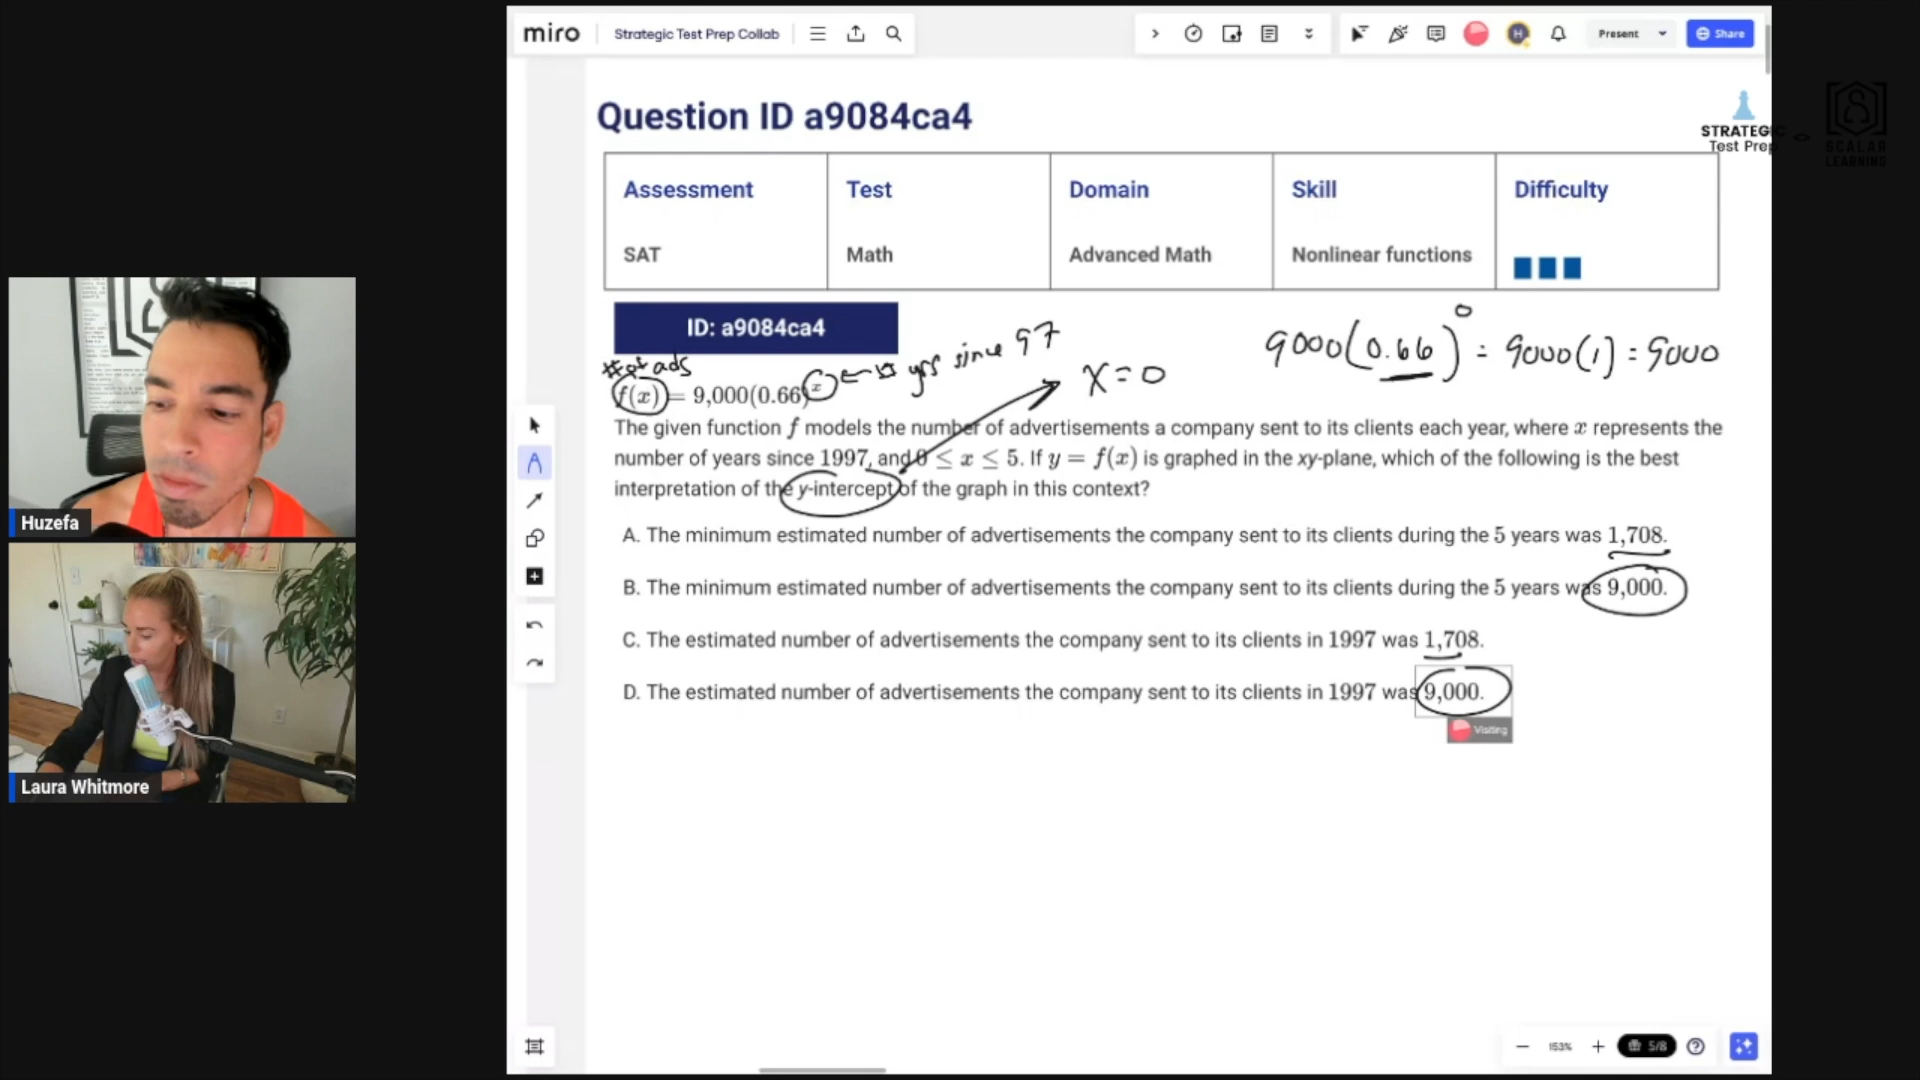 miro
Strategic Test Prep Collab
Present
Share
Question ID a9084ca4
STRATEGIC
Test Prep
SCALAR
LEARNING
Assessment
Test
Domain
Skill
Difficulty
SAT
Math
Advanced Math
Nonlinear functions
ID: a9084ca4
# of ads
yrs since 97
x = 0
9000(0.66)^0 = 9000(1) = 9000
f(x) = 9,000(0.66)^x
The given function f models the number of advertisements a company sent to its clients each year, where x represents the
number of years since 1997, and 0 ≤ x ≤ 5. If y = f(x) is graphed in the xy-plane, which of the following is the best
interpretation of the y-intercept of the graph in this context?
A. The minimum estimated number of advertisements the company sent to its clients during the 5 years was 1,708.
B. The minimum estimated number of advertisements the company sent to its clients during the 5 years was 9,000.
C. The estimated number of advertisements the company sent to its clients in 1997 was 1,708.
D. The estimated number of advertisements the company sent to its clients in 1997 was 9,000.
Visiting
Huzefa
Laura Whitmore
153%
5/8